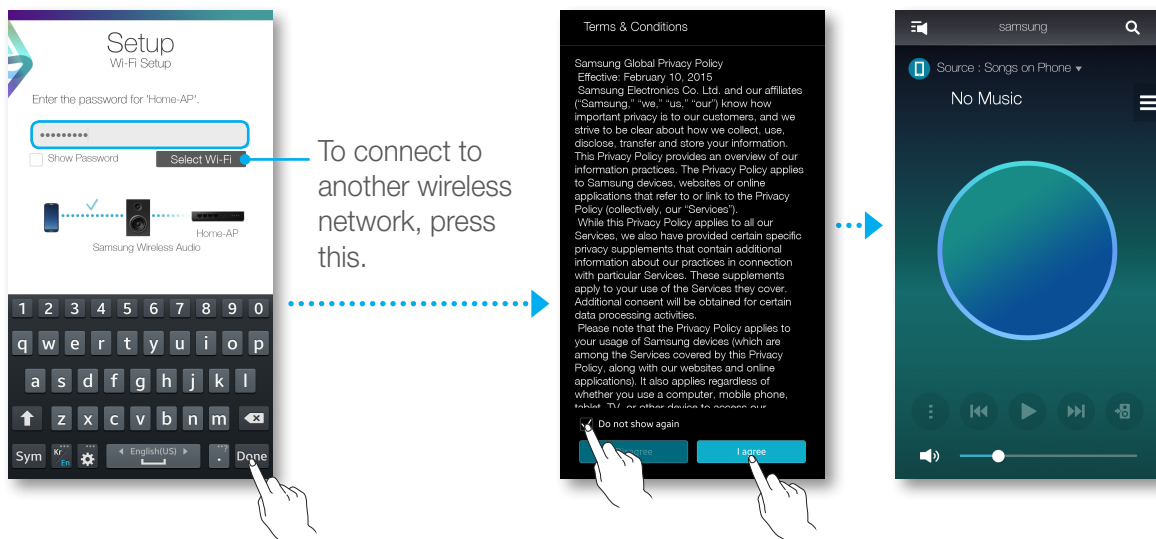 Setup
Wi-Fi Setup
Enter the password for 'Home-AP'.
•••••••••
Show Password
Select Wi-Fi
Home-AP
Samsung Wireless Audio
1 2 3 4 5 6 7 8 9 0
q w e r t y u i o p
a s d f g h j k l
z x c v b n m
Sym Kr En English(US) . Done
To connect to
another wireless
network, press
this.
Terms & Conditions
Samsung Global Privacy Policy
Effective: February 10, 2015
Samsung Electronics Co. Ltd. and our affiliates
("Samsung," "we," "us," "our") know how
important privacy is to our customers, and we
strive to be clear about how we collect, use,
disclose, transfer and store your information.
This Privacy Policy provides an overview of our
information practices. The Privacy Policy applies
to Samsung devices, websites or online
applications that refer to or link to the Privacy
Policy (collectively, our "Services").
While this Privacy Policy applies to all our
Services, we also have provided certain specific
privacy supplements that contain additional
information about our practices in connection
with particular Services. These supplements
apply to your use of the Services they cover.
Additional consent will be obtained for certain
data processing activities.
Please note that the Privacy Policy applies to
your usage of Samsung devices (which are
among the Services covered by this Privacy
Policy, along with our websites and online
applications). It also applies regardless of
whether you use a computer, mobile phone,
tablet, TV, or other device to access our
Do not show again
I agree
samsung
Source : Songs on Phone
No Music